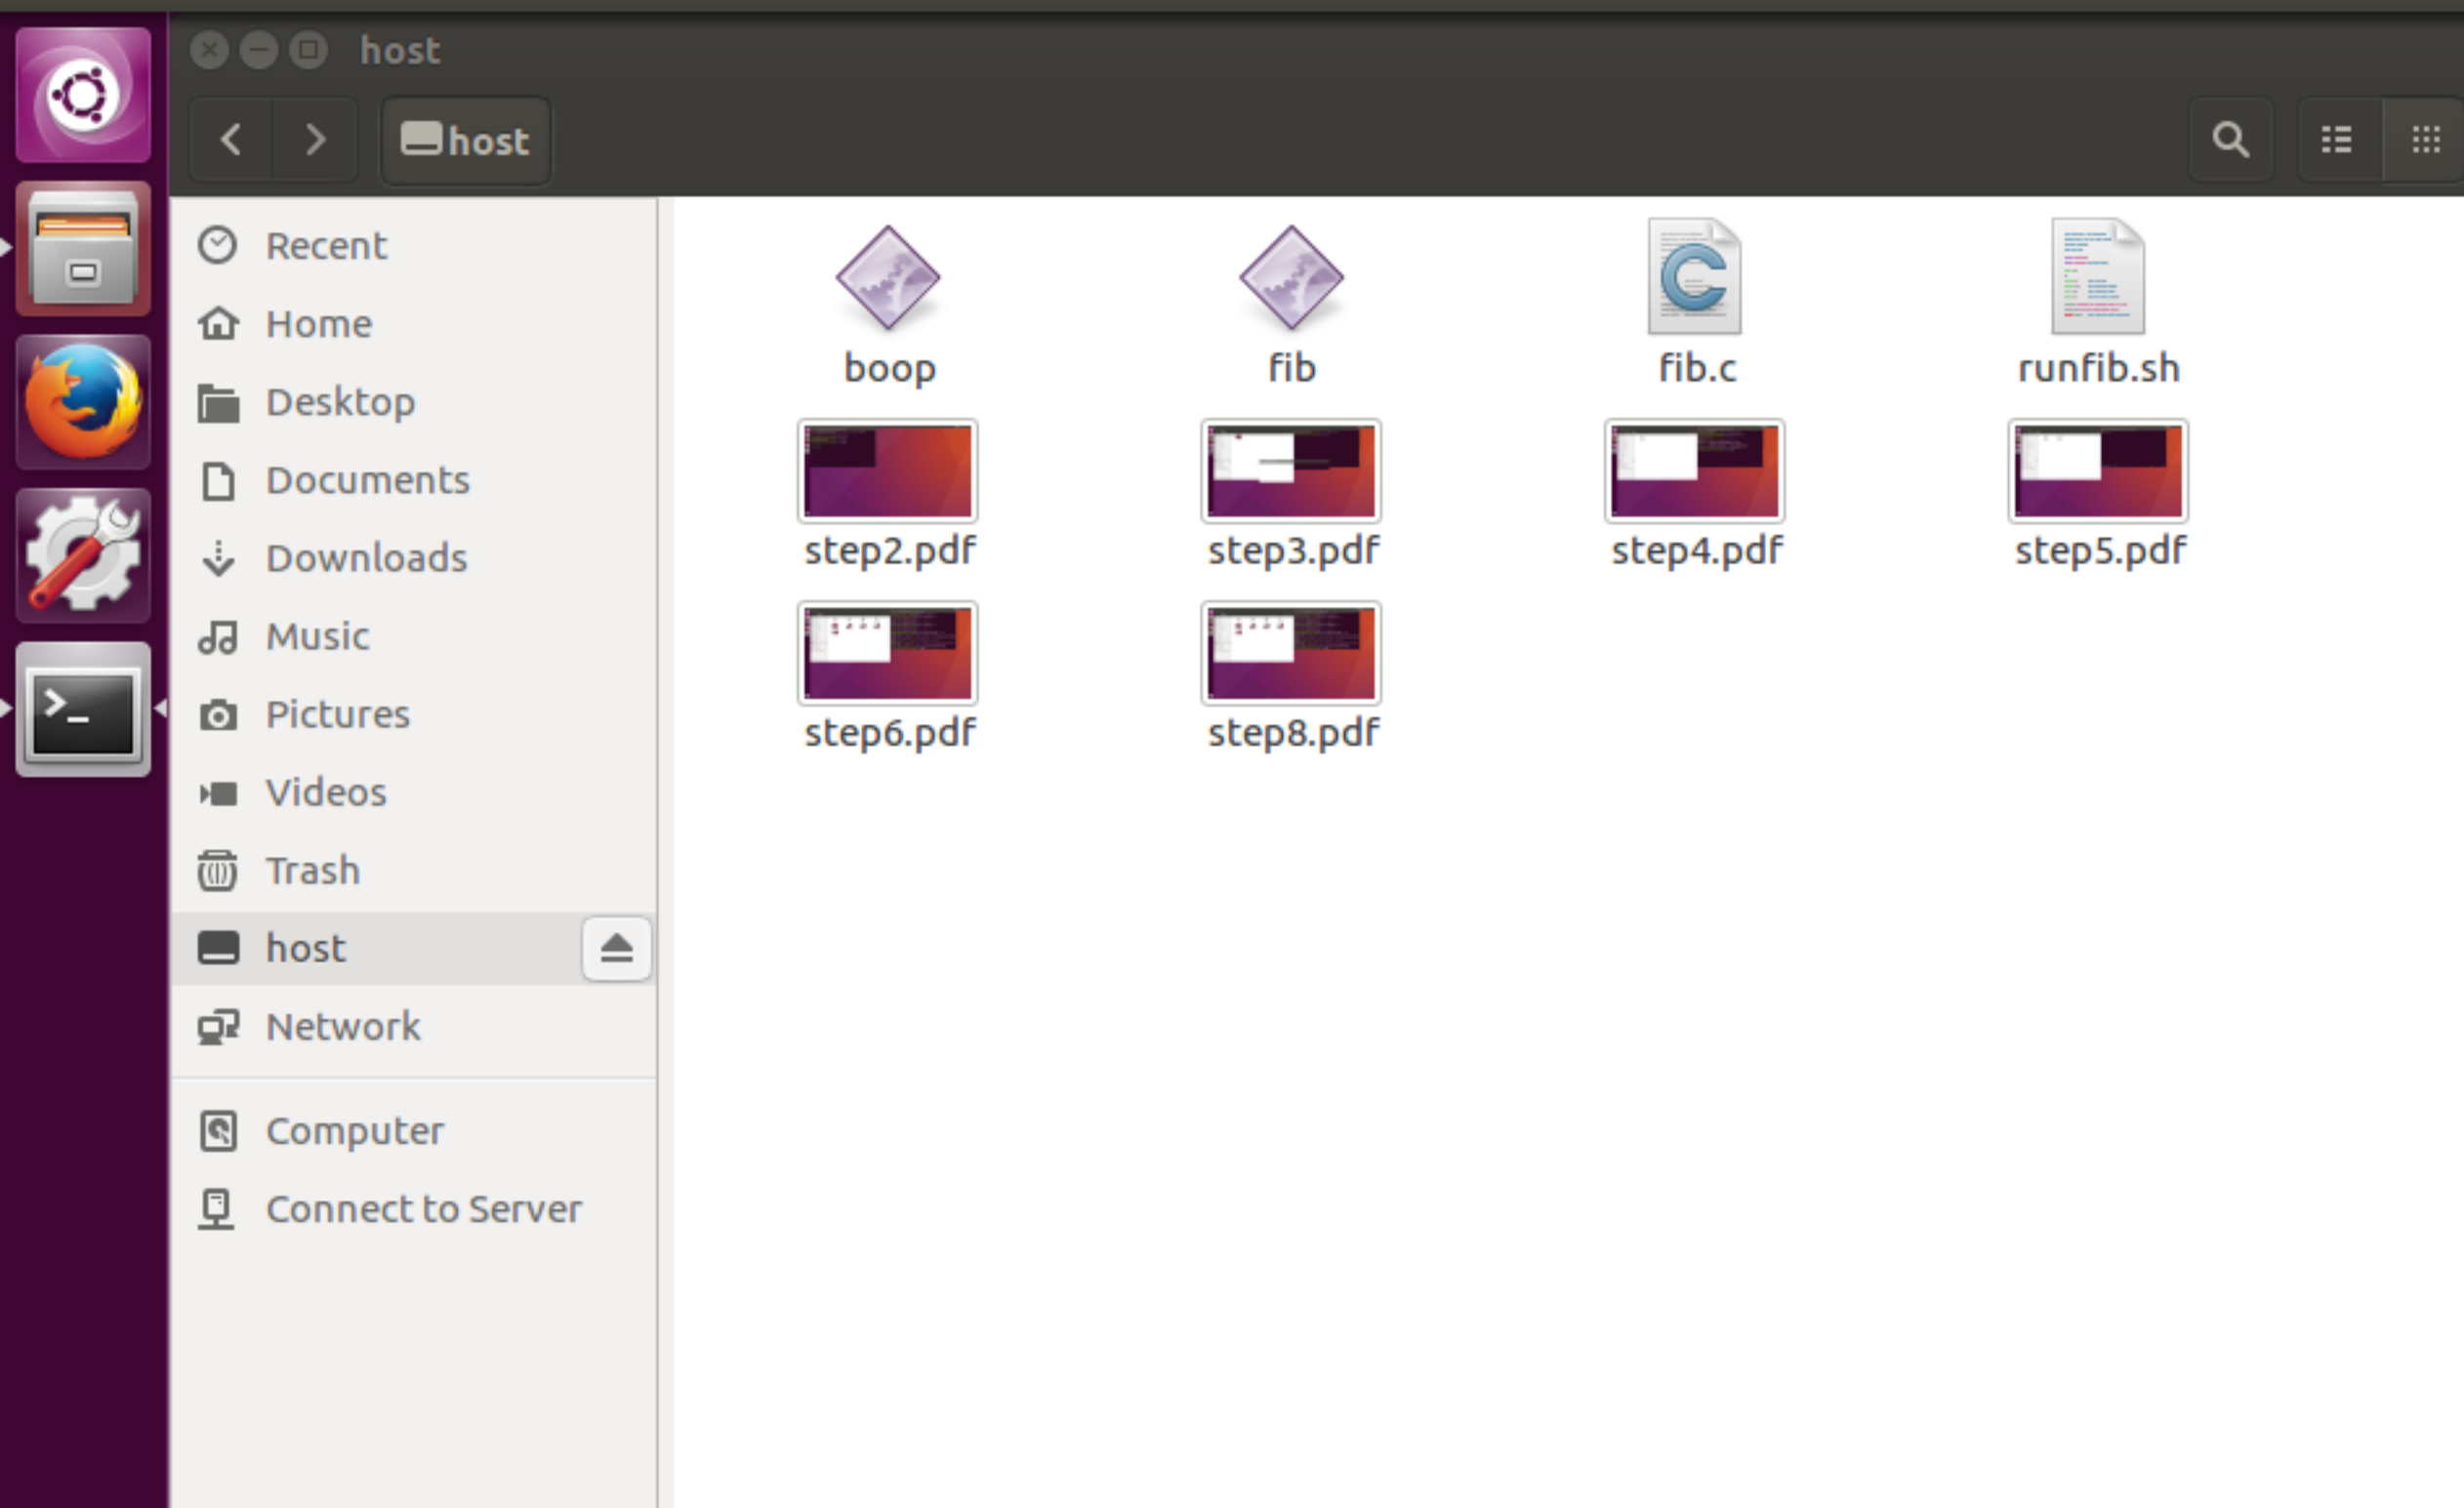 host
host
Recent
Home
Desktop
Documents
Downloads
Music
Pictures
Videos
Trash
host
Network
Computer
Connect to Server
boop
fib
fib.c
runfib.sh
step2.pdf
step3.pdf
step4.pdf
step5.pdf
step6.pdf
step8.pdf